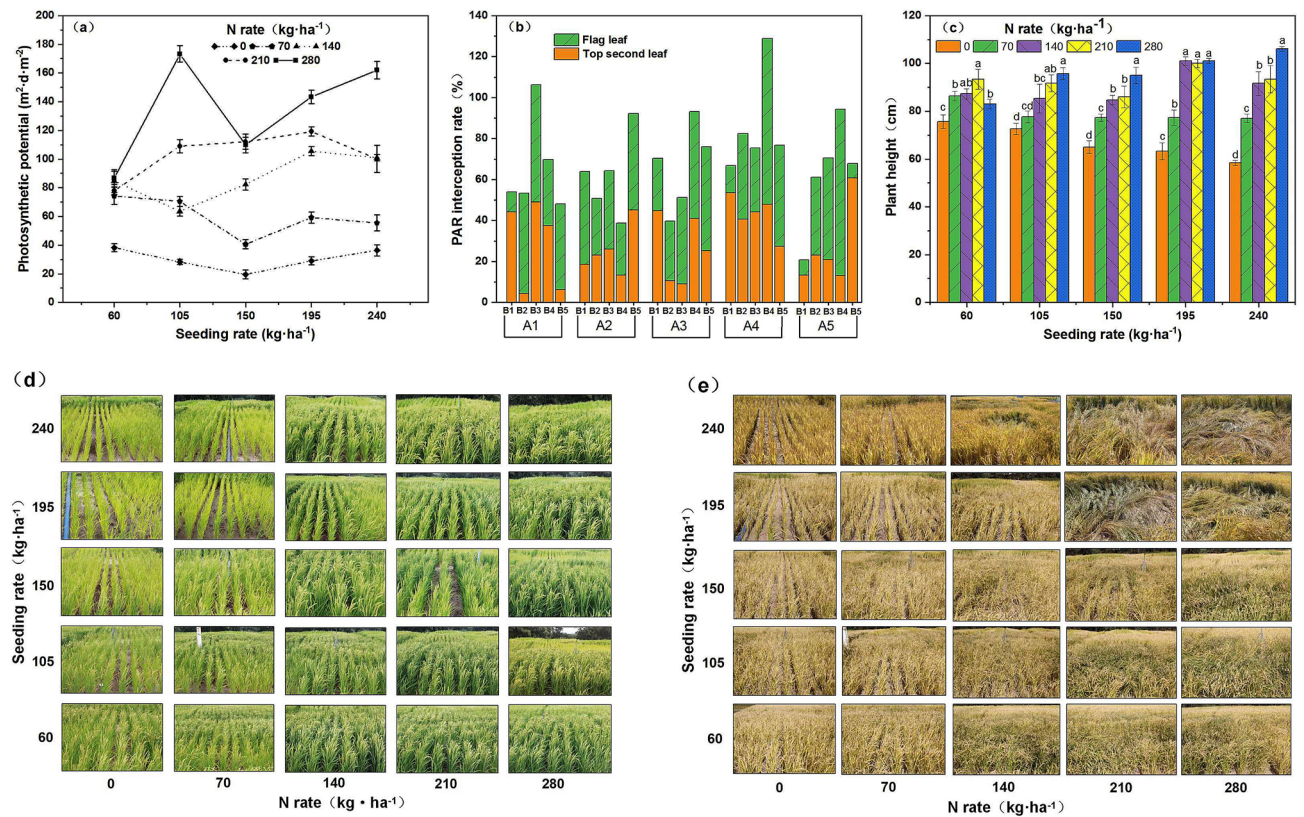 (a)
N rate (kg·ha-1)
0 70 140
210 280
Photosynthetic potential (m2·d·m-2)
200
180
160
140
120
100
80
60
40
20
0
60 105 150 195 240
Seeding rate (kg·ha-1)
(b)
Flag leaf
Top second leaf
PAR interception rate (%)
140
120
100
80
60
40
20
0
B1 B2 B3 B4 B5 B1 B2 B3 B4 B5 B1 B2 B3 B4 B5 B1 B2 B3 B4 B5 B1 B2 B3 B4 B5
A1 A2 A3 A4 A5
(c)
N rate(kg·ha-1)
0 70 140 210 280
Plant height（cm）
120
100
80
60
40
20
0
c b ab a b
d cd bc ab a
c c b b a
c b a a a
d c b b a
60 105 150 195 240
Seeding rate (kg·ha-1)
（d）
Seeding rate（kg·ha-1）
240
195
150
105
60
0 70 140 210 280
N rate（kg · ha-1）
（e）
Seeding rate（kg·ha-1）
240
195
150
105
60
0 70 140 210 280
N rate（kg·ha-1）